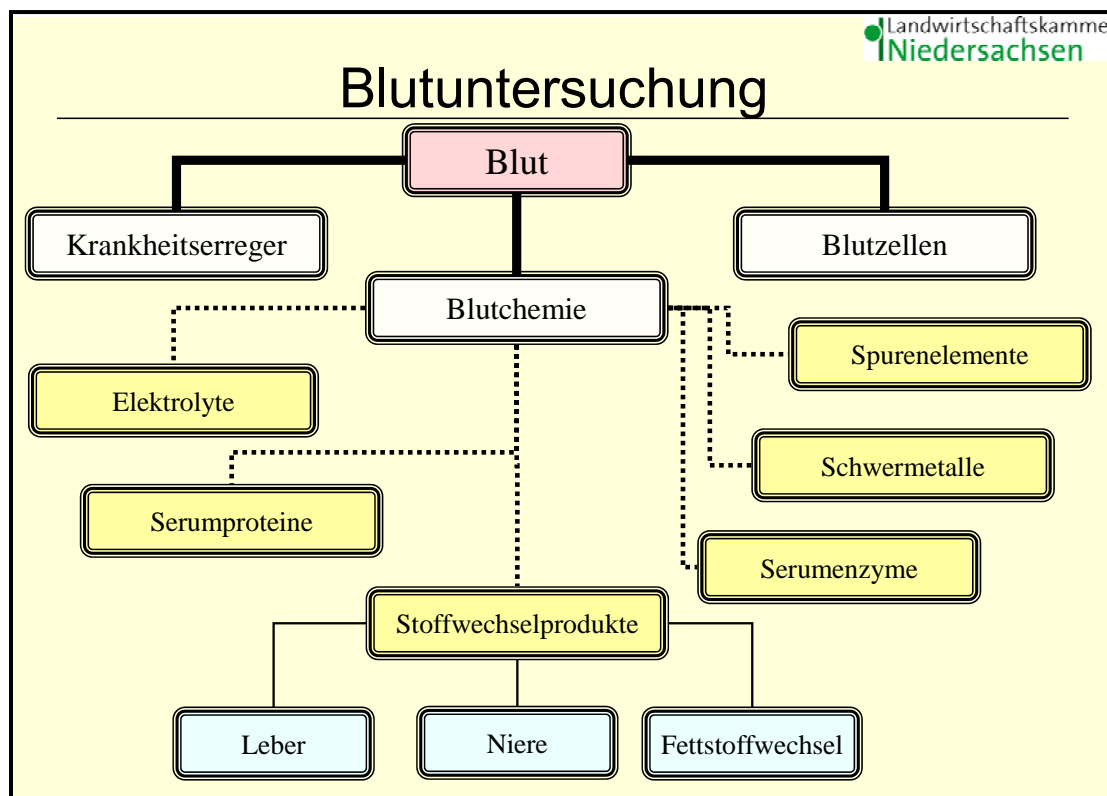 Landwirtschaftskamme
Niedersachsen
Blutuntersuchung
Blut
Krankheitserreger
Blutzellen
Blutchemie
Spurenelemente
Elektrolyte
Schwermetalle
Serumproteine
Serumenzyme
Stoffwechselprodukte
Leber
Niere
Fettstoffwechsel